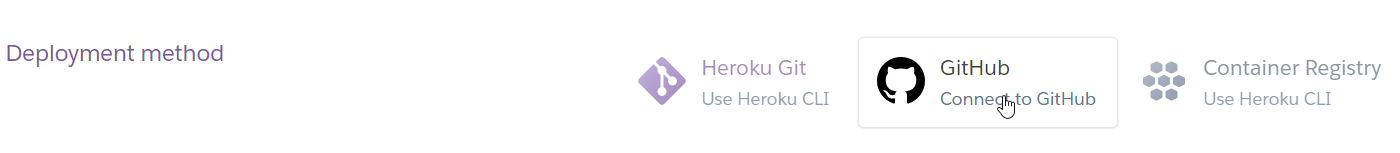 Deployment method
Heroku Git
Use Heroku CLI
GitHub
Connect to GitHub
Container Registry
Use Heroku CLI